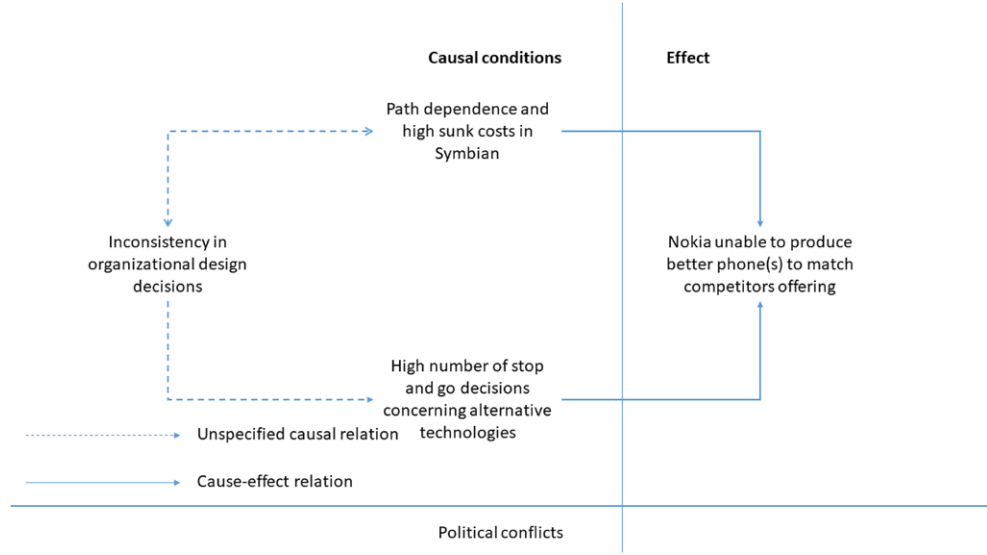 Causal conditions
Effect
Path dependence and
high sunk costs in
Symbian
Inconsistency in
organizational design
decisions
Nokia unable to produce
better phone(s) to match
competitors offering
High number of stop
and go decisions
concerning alternative
technologies
Unspecified causal relation
Cause-effect relation
Political conflicts